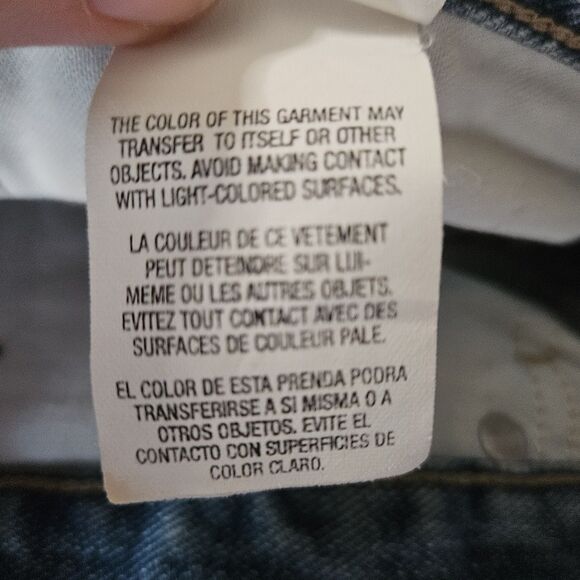 THE COLOR OF THIS GARMENT MAY
TRANSFER TO ITSELF OR OTHER
OBJECTS. AVOID MAKING CONTACT
WITH LIGHT-COLORED SURFACES.
LA COULEUR DE CE VETEMENT
PEUT DETEINDRE SUR LUI-
MEME OU LES AUTRES OBJETS.
EVITEZ TOUT CONTACT AVEC DES
SURFACES DE COULEUR PALE.
EL COLOR DE ESTA PRENDA PODRA
TRANSFERIRSE A SI MISMA O A
OTROS OBJETOS. EVITE EL
CONTACTO CON SUPERFICIES DE
COLOR CLARO.